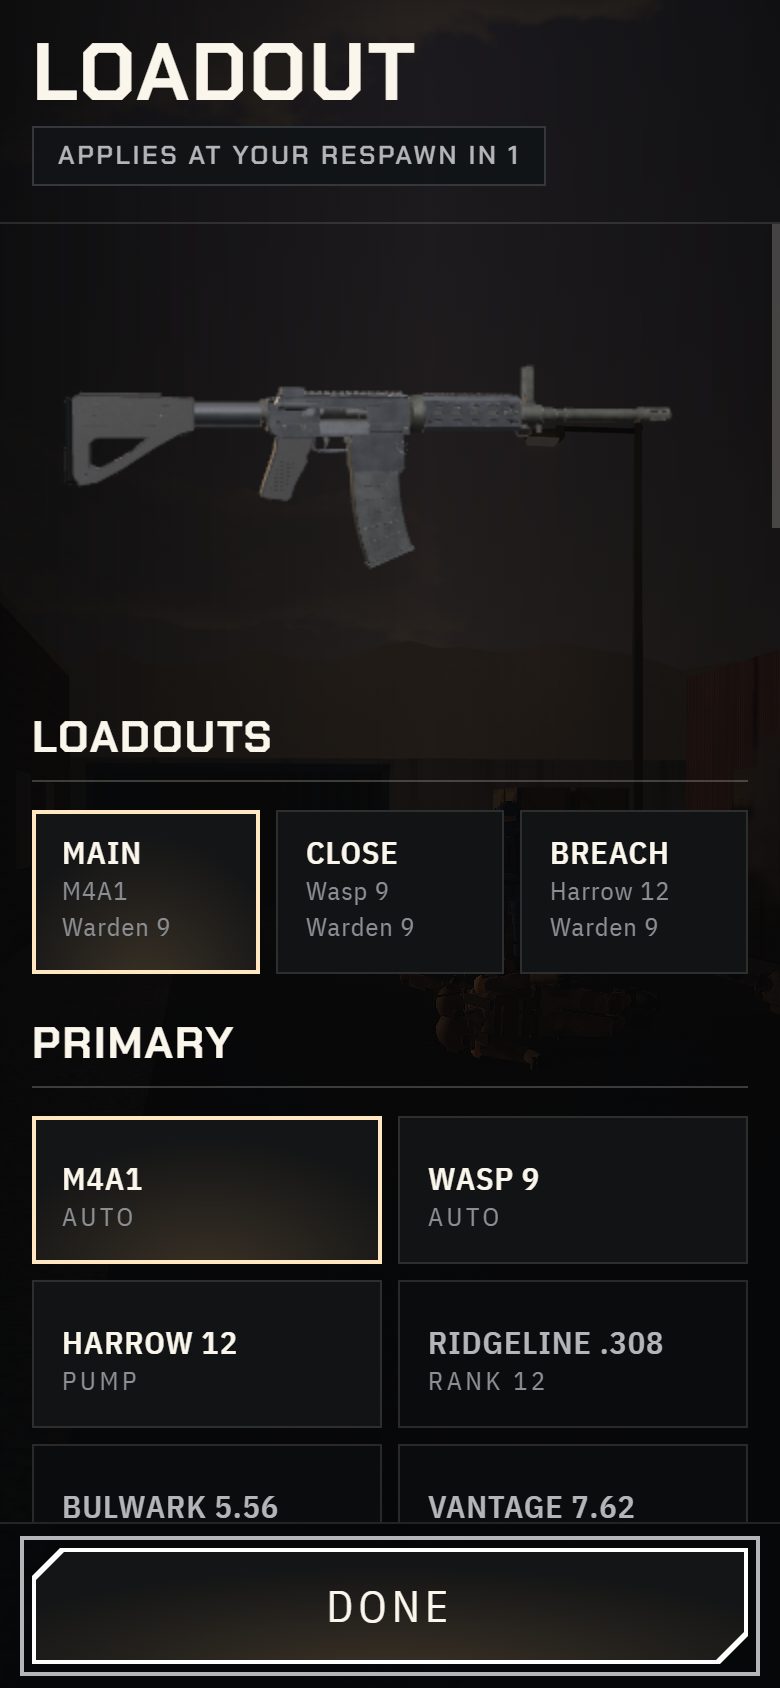 LOADOUT
APPLIES AT YOUR RESPAWN IN 1
LOADOUTS
MAIN
M4A1
Warden 9
CLOSE
Wasp 9
Warden 9
BREACH
Harrow 12
Warden 9
PRIMARY
M4A1
AUTO
WASP 9
AUTO
HARROW 12
PUMP
RIDGELINE .308
RANK 12
BULWARK 5.56
VANTAGE 7.62
DONE